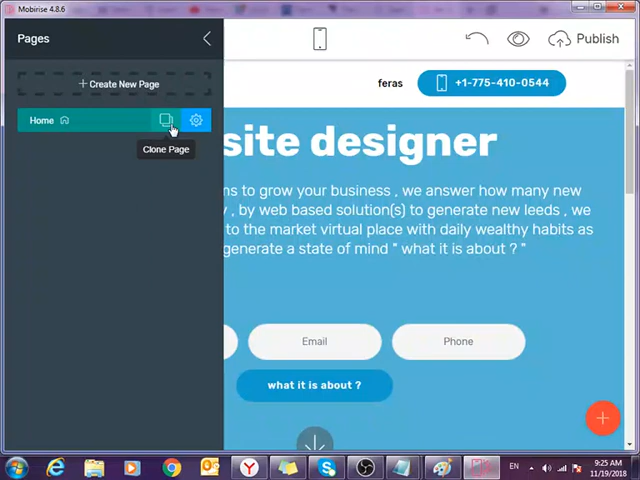 Mobirise 4.8.6
Pages
Publish
+ Create New Page
feras
+1-775-410-0544
Home
Clone Page
site designer
ns to grow your business , we answer how many new
, by web based solution(s) to generate new leeds , we
to the market virtual place with daily wealthy habits as
generate a state of mind " what it is about ? "
Email
Phone
what it is about ?
+
EN
9:25 AM
11/19/2018